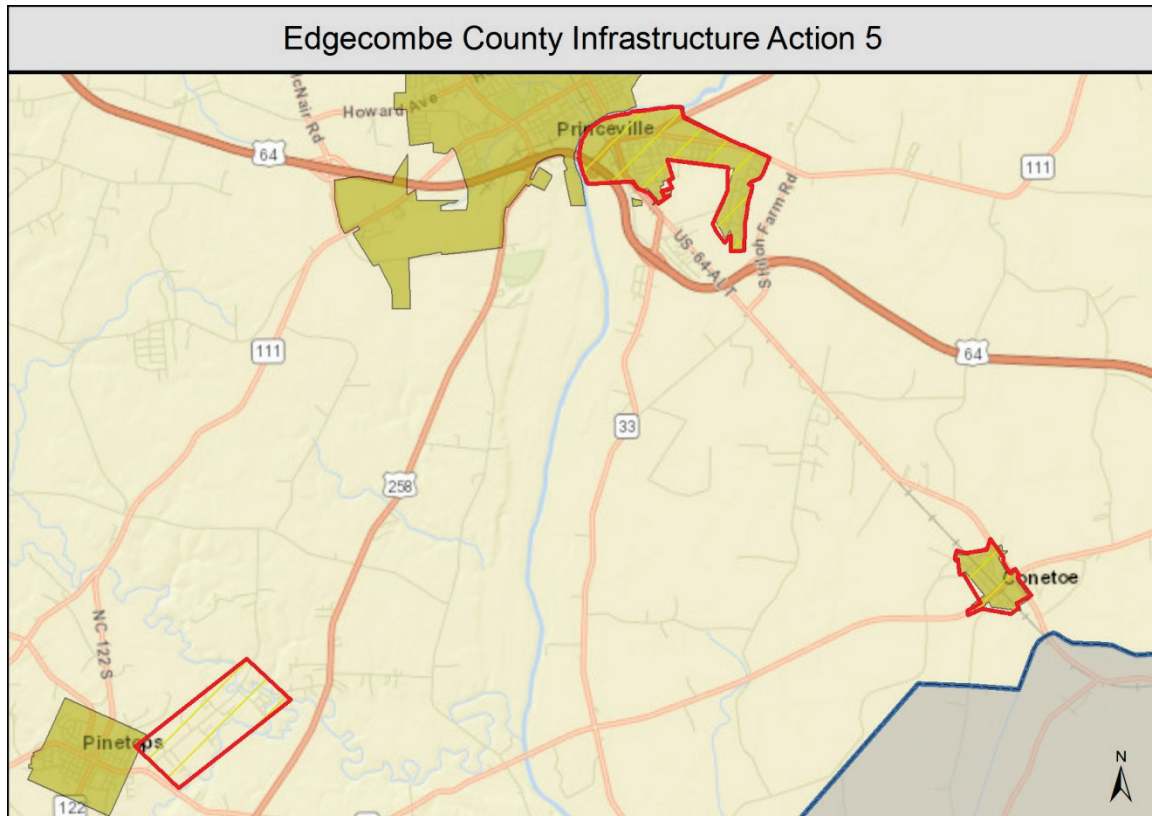 Edgecombe County Infrastructure Action 5
McNair Rd
Howard Ave
Princeville
64
111
Shiloh Farm Rd
US-64-ALT
111
64
33
258
Conetoe
NC 122 S
Pinetops
122
N